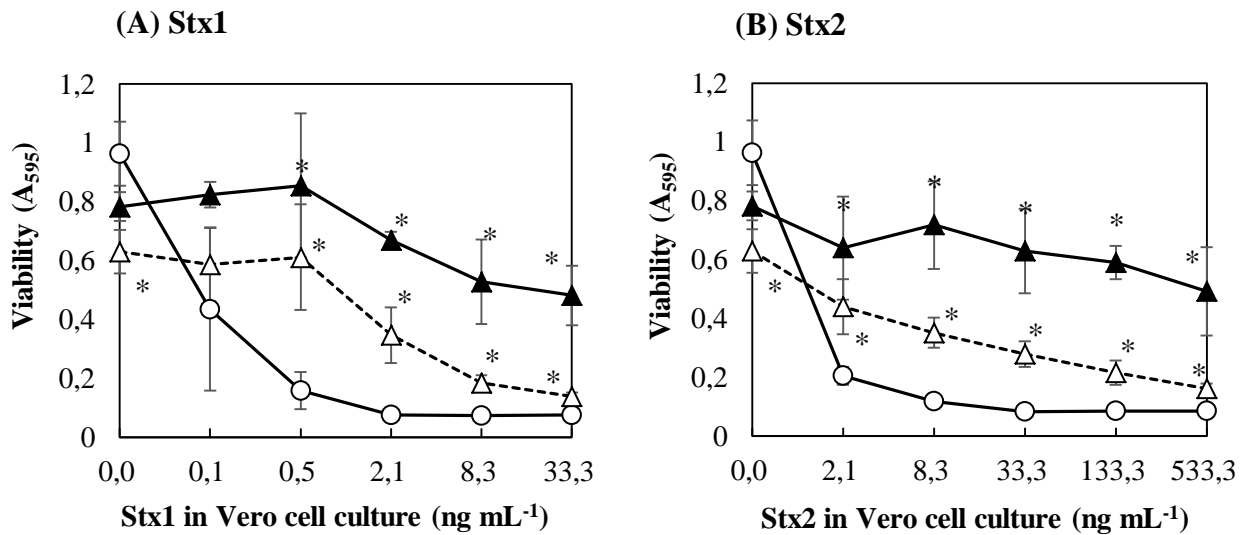 (A) Stx1
1,2
1
0,8
0,6
0,4
0,2
0
Viability (A595)
* * * * *
* * * * * *
0,0 0,1 0,5 2,1 8,3 33,3
Stx1 in Vero cell culture (ng mL-1)
(B) Stx2
1,2
1
0,8
0,6
0,4
0,2
0
Viability (A595)
* * * * *
* * * * * *
0,0 2,1 8,3 33,3 133,3 533,3
Stx2 in Vero cell culture (ng mL-1)